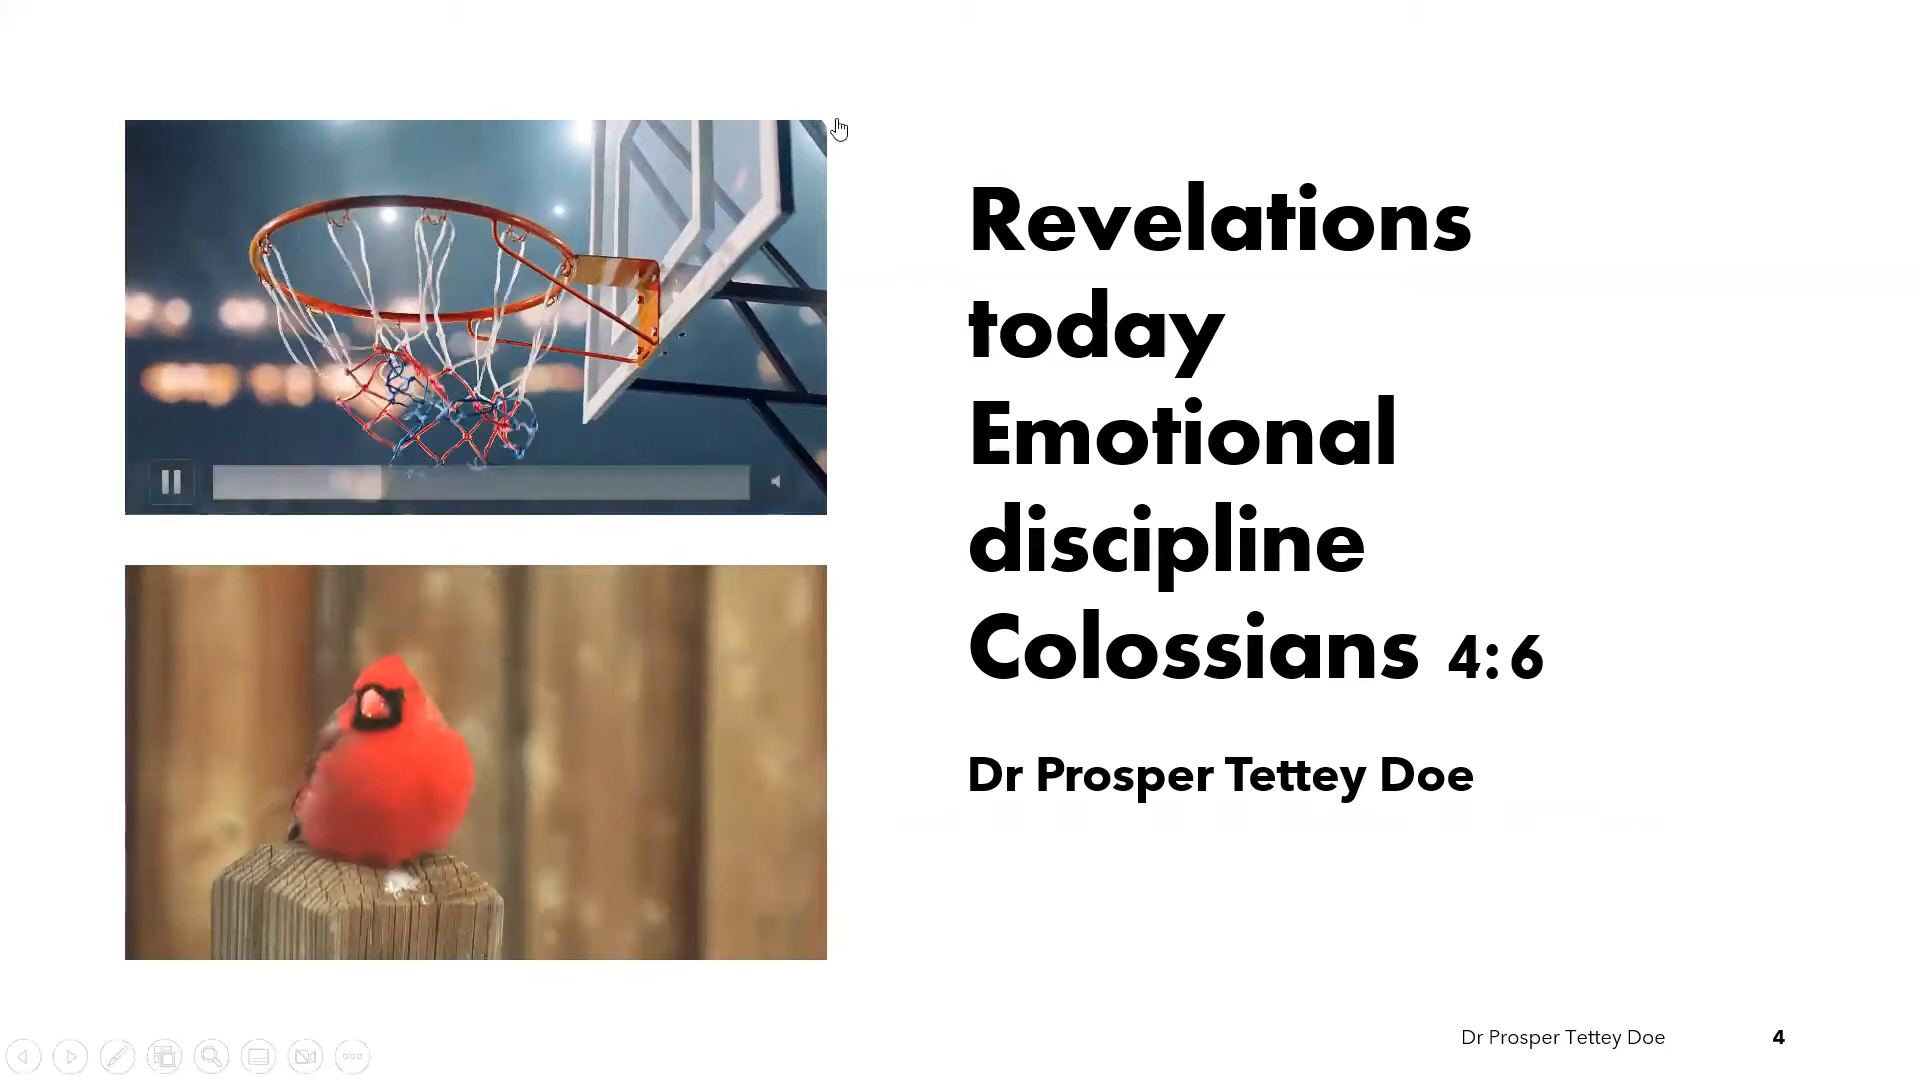 Revelations
today
Emotional
discipline
Colossians 4:6
Dr Prosper Tettey Doe
Dr Prosper Tettey Doe 4